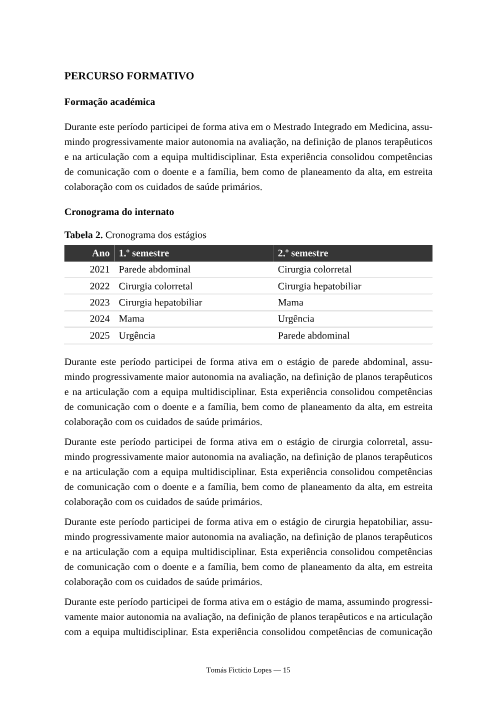 PERCURSO FORMATIVO
Formação académica
Durante este período participei de forma ativa em o Mestrado Integrado em Medicina, assu-
mindo progressivamente maior autonomia na avaliação, na definição de planos terapêuticos
e na articulação com a equipa multidisciplinar. Esta experiência consolidou competências
de comunicação com o doente e a família, bem como de planeamento da alta, em estreita
colaboração com os cuidados de saúde primários.
Cronograma do internato
Tabela 2. Cronograma dos estágios
Ano 1.º semestre 2.º semestre
2021 Parede abdominal Cirurgia colorretal
2022 Cirurgia colorretal Cirurgia hepatobiliar
2023 Cirurgia hepatobiliar Mama
2024 Mama Urgência
2025 Urgência Parede abdominal
Durante este período participei de forma ativa em o estágio de parede abdominal, assu-
mindo progressivamente maior autonomia na avaliação, na definição de planos terapêuticos
e na articulação com a equipa multidisciplinar. Esta experiência consolidou competências
de comunicação com o doente e a família, bem como de planeamento da alta, em estreita
colaboração com os cuidados de saúde primários.
Durante este período participei de forma ativa em o estágio de cirurgia colorretal, assu-
mindo progressivamente maior autonomia na avaliação, na definição de planos terapêuticos
e na articulação com a equipa multidisciplinar. Esta experiência consolidou competências
de comunicação com o doente e a família, bem como de planeamento da alta, em estreita
colaboração com os cuidados de saúde primários.
Durante este período participei de forma ativa em o estágio de cirurgia hepatobiliar, assu-
mindo progressivamente maior autonomia na avaliação, na definição de planos terapêuticos
e na articulação com a equipa multidisciplinar. Esta experiência consolidou competências
de comunicação com o doente e a família, bem como de planeamento da alta, em estreita
colaboração com os cuidados de saúde primários.
Durante este período participei de forma ativa em o estágio de mama, assumindo progressi-
vamente maior autonomia na avaliação, na definição de planos terapêuticos e na articulação
com a equipa multidisciplinar. Esta experiência consolidou competências de comunicação
Tomás Fictício Lopes — 15